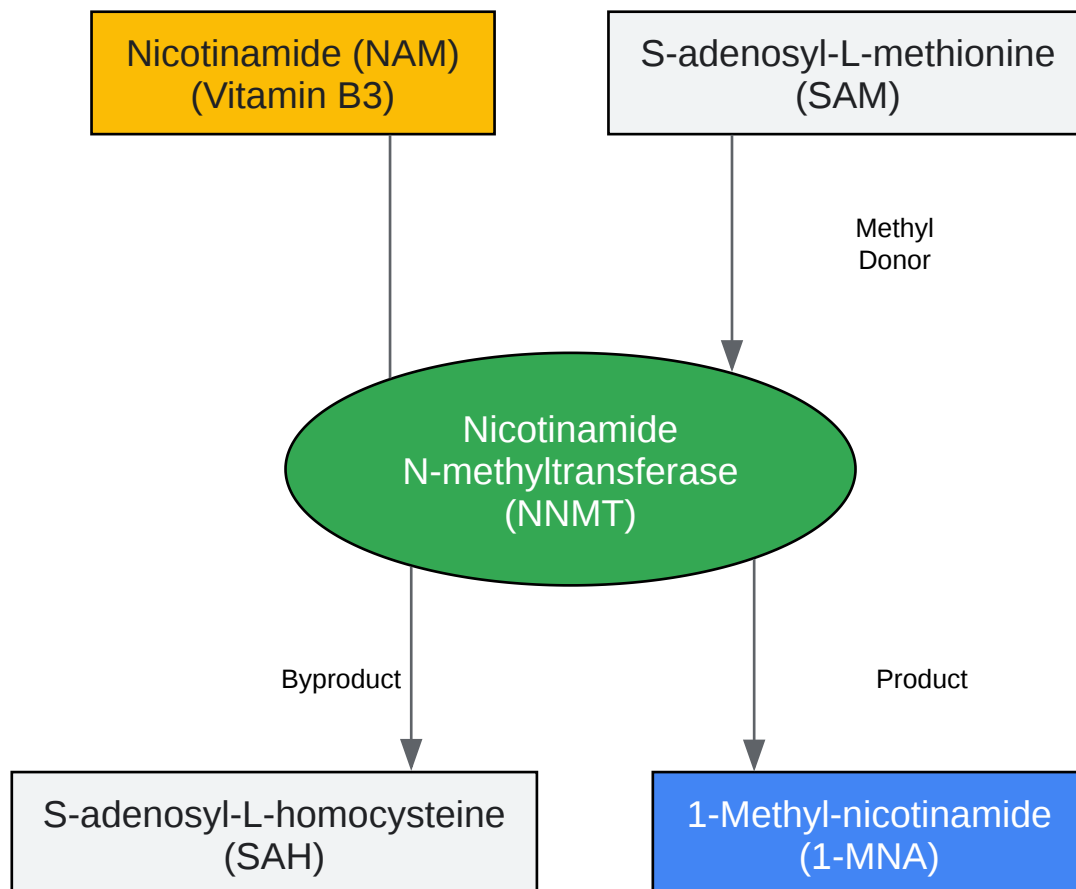 Nicotinamide (NAM)
(Vitamin B3)
S-adenosyl-L-methionine
(SAM)
Methyl
Donor
Nicotinamide
N-methyltransferase
(NNMT)
Byproduct
Product
S-adenosyl-L-homocysteine
(SAH)
1-Methyl-nicotinamide
(1-MNA)